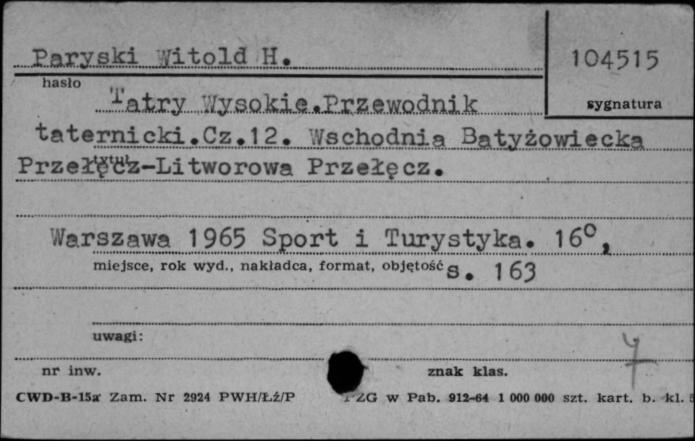 Paryski Witold H.
104515
hasło
sygnatura
Tatry Wysokie.Przewodnik
taternicki.Cz.12. Wschodnia Batyżowiecka
Przełęcz-Litworowa Przełęcz.
tytuł
Warszawa 1965 Sport i Turystyka. 16°,
miejsce, rok wyd., nakładca, format, objętość s. 163
uwagi:
nr inw.
znak klas.
CWD-B-15a Zam. Nr 2924 PWH/Łź/P PZG w Pab. 912-64 1 000 000 szt. kart. b. kl.